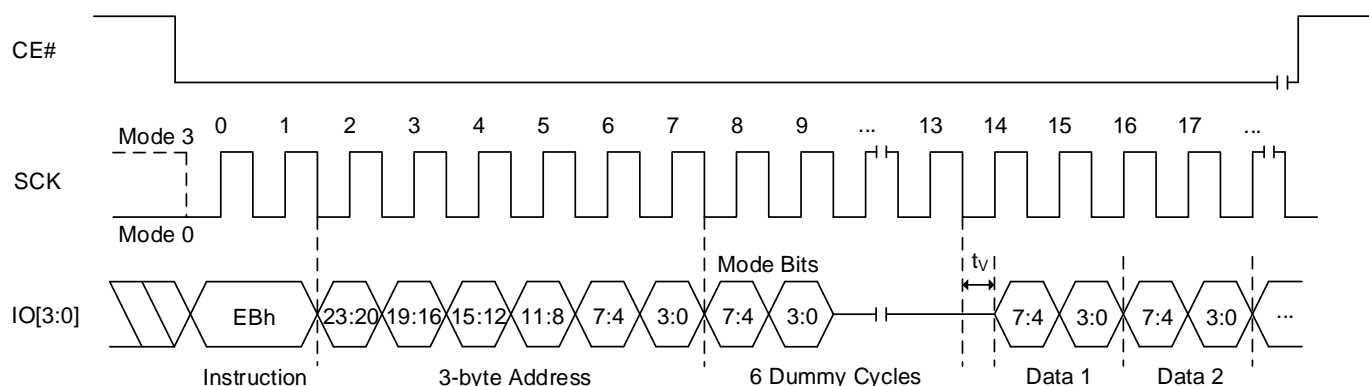 CE#
0 1 2 3 4 5 6 7 8 9 ... 13 14 15 16 17 ...
Mode 3
SCK
Mode 0
Mode Bits tV
IO[3:0] EBh 23:20 19:16 15:12 11:8 7:4 3:0 7:4 3:0 7:4 3:0 7:4 3:0 ...
Instruction 3-byte Address 6 Dummy Cycles Data 1 Data 2